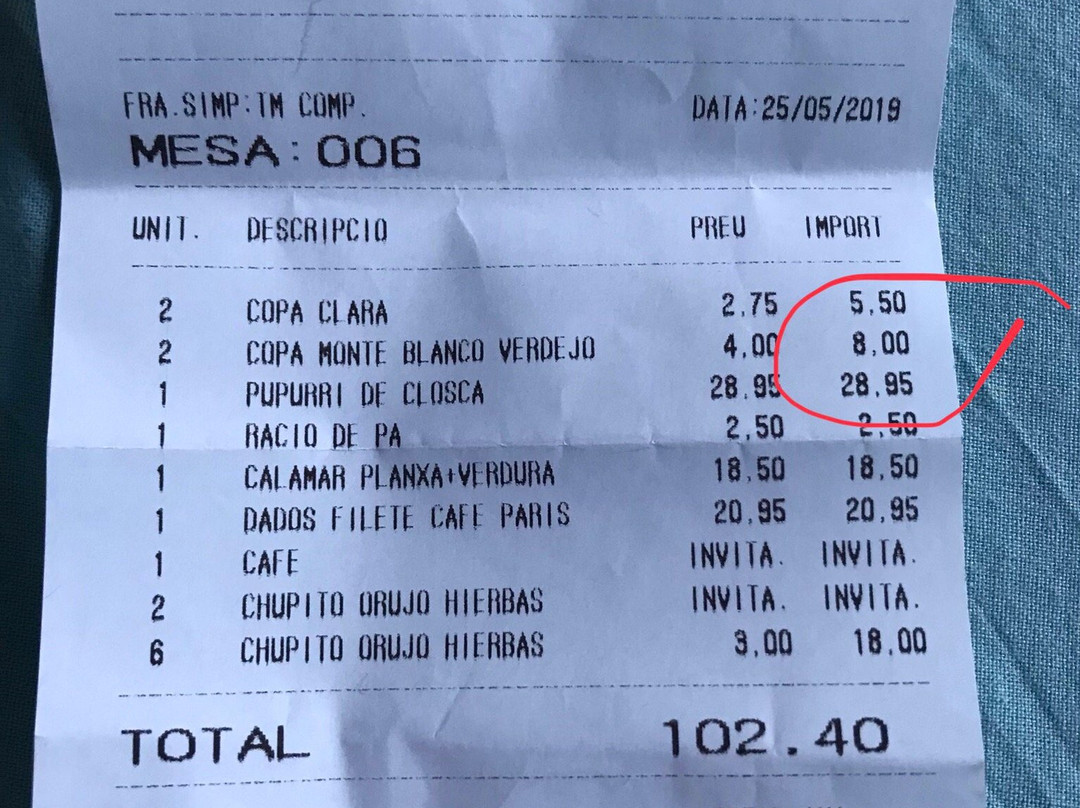 FRA.SIMP:TM COMP. DATA:25/05/2019
MESA:006
UNIT. DESCRIPCIO PREU IMPORT
2 COPA CLARA 2,75 5,50
2 COPA MONTE BLANCO VERDEJO 4,00 8,00
1 PUPURRI DE CLOSCA 28,95 28,95
1 RACIO DE PA 2,50 2,50
1 CALAMAR PLANXA+VERDURA 18,50 18,50
1 DADOS FILETE CAFE PARIS 20,95 20,95
1 CAFE INVITA. INVITA.
2 CHUPITO ORUJO HIERBAS INVITA. INVITA.
6 CHUPITO ORUJO HIERBAS 3,00 18,00
TOTAL 102.40